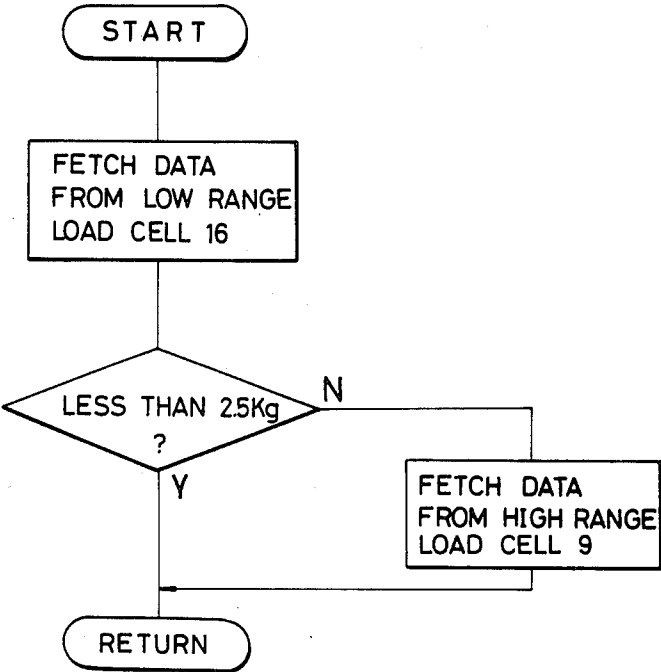 START
FETCH DATA
FROM LOW RANGE
LOAD CELL 16
LESS THAN 2.5Kg
?
N
Y
FETCH DATA
FROM HIGH RANGE
LOAD CELL 9
RETURN